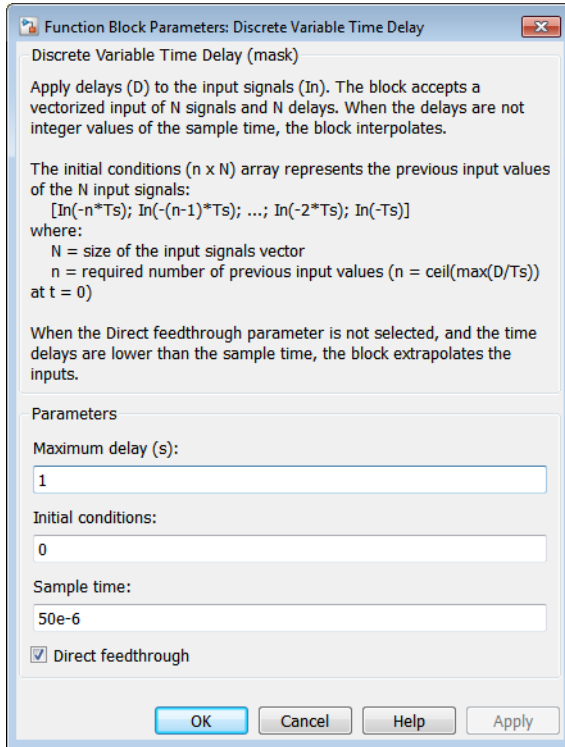 Function Block Parameters: Discrete Variable Time Delay
Discrete Variable Time Delay (mask)
Apply delays (D) to the input signals (In). The block accepts a
vectorized input of N signals and N delays. When the delays are not
integer values of the sample time, the block interpolates.
The initial conditions (n x N) array represents the previous input values
of the N input signals:
[In(-n*Ts); In(-(n-1)*Ts); ...; In(-2*Ts); In(-Ts)]
where:
N = size of the input signals vector
n = required number of previous input values (n = ceil(max(D/Ts))
at t = 0)
When the Direct feedthrough parameter is not selected, and the time
delays are lower than the sample time, the block extrapolates the
inputs.
Parameters
Maximum delay (s):
1
Initial conditions:
0
Sample time:
50e-6
Direct feedthrough
OK Cancel Help Apply